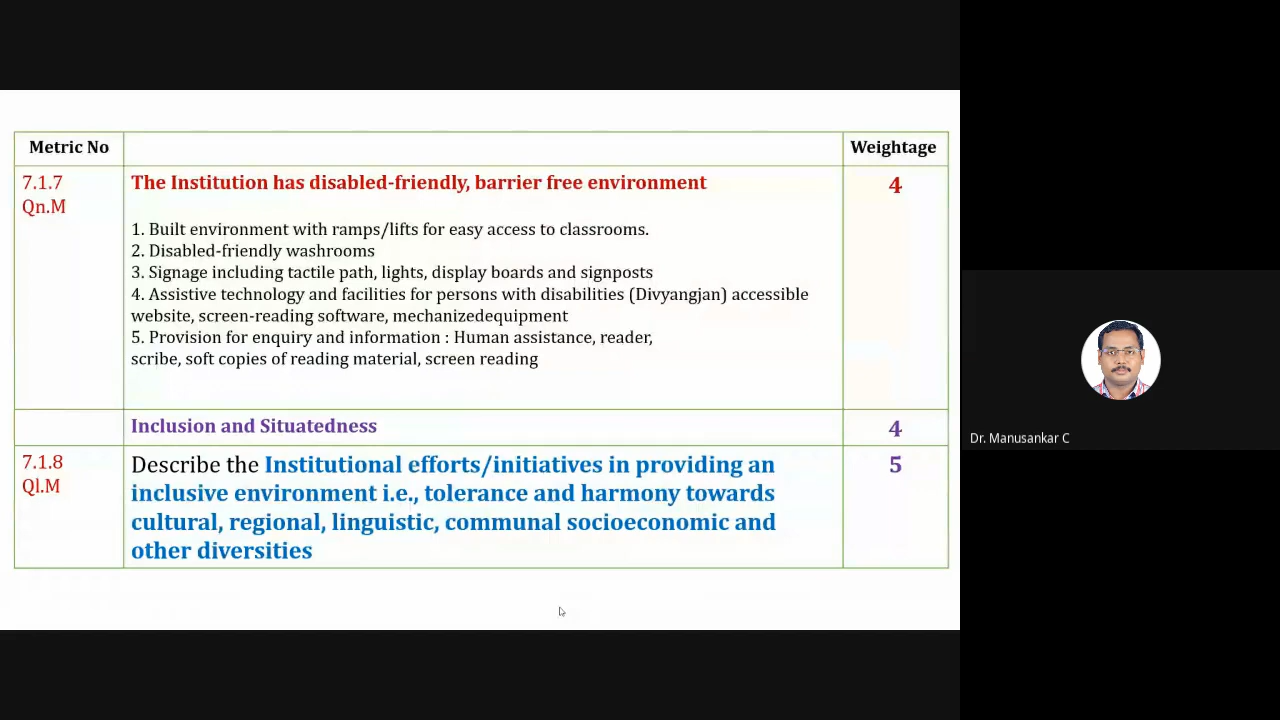 Metric No
Weightage
7.1.7
Qn.M
The Institution has disabled-friendly, barrier free environment
4
1. Built environment with ramps/lifts for easy access to classrooms.
2. Disabled-friendly washrooms
3. Signage including tactile path, lights, display boards and signposts
4. Assistive technology and facilities for persons with disabilities (Divyangjan) accessible
website, screen-reading software, mechanizedequipment
5. Provision for enquiry and information : Human assistance, reader,
scribe, soft copies of reading material, screen reading
Inclusion and Situatedness
4
7.1.8
Ql.M
Describe the Institutional efforts/initiatives in providing an
inclusive environment i.e., tolerance and harmony towards
cultural, regional, linguistic, communal socioeconomic and
other diversities
5
Dr. Manusankar C